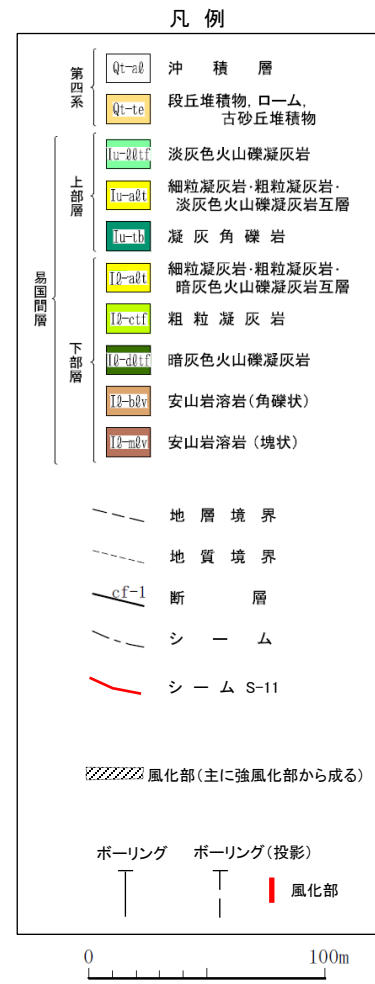 凡 例
第四系
Qt-aℓ 沖積層
Qt-te 段丘堆積物，ローム，
古砂丘堆積物
易国間層
上部層
Iu-ℓℓtf 淡灰色火山礫凝灰岩
Iu-aℓt 細粒凝灰岩・粗粒凝灰岩・
淡灰色火山礫凝灰岩互層
Iu-tb 凝灰角礫岩
下部層
Iℓ-aℓt 細粒凝灰岩・粗粒凝灰岩・
暗灰色火山礫凝灰岩互層
Iℓ-ctf 粗粒凝灰岩
Iℓ-dℓtf 暗灰色火山礫凝灰岩
Iℓ-bℓv 安山岩溶岩(角礫状)
Iℓ-mℓv 安山岩溶岩(塊状)
地層境界
地質境界
cf-1 断層
シーム
シーム S-11
風化部(主に強風化部から成る)
ボーリング ボーリング(投影)
風化部
0 100m